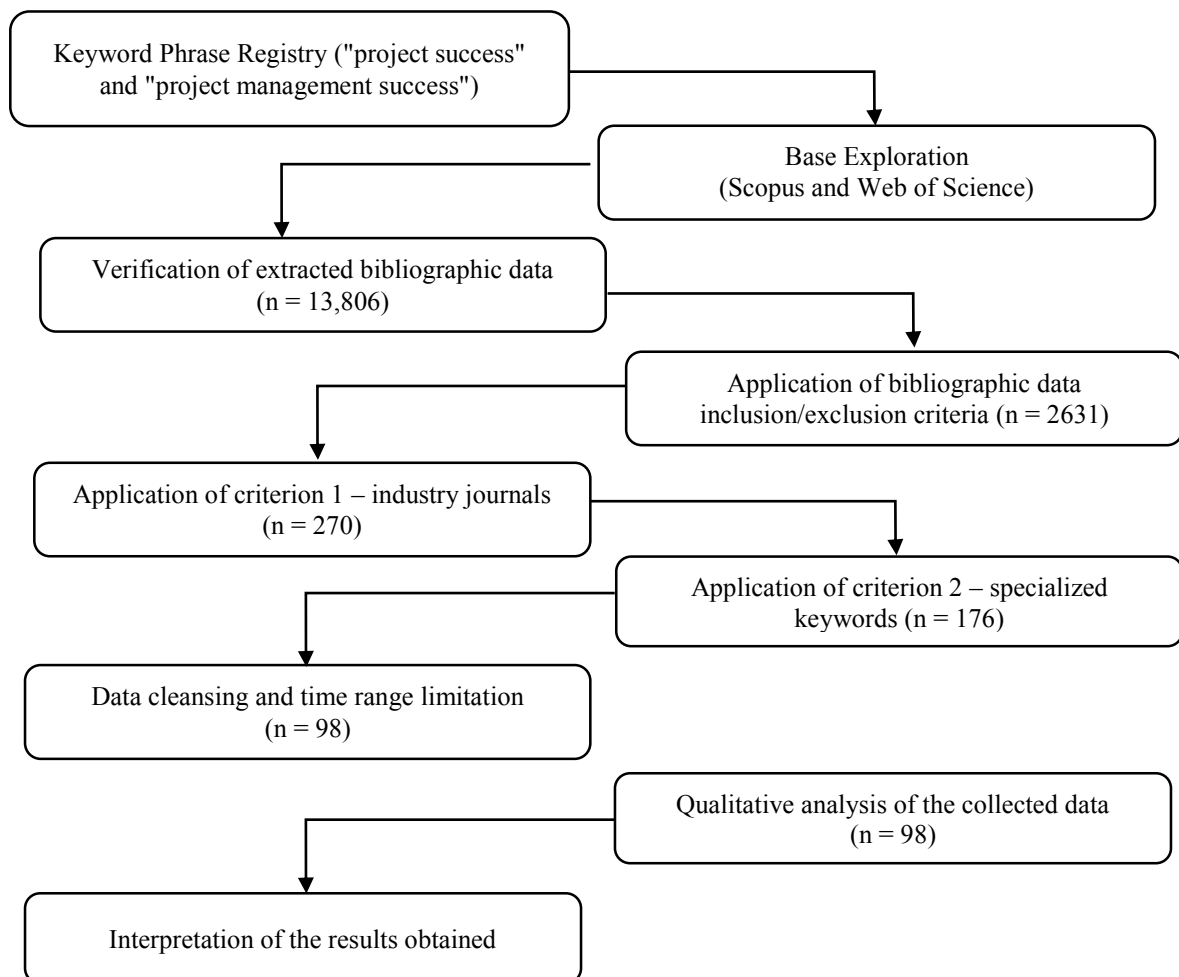 Keyword Phrase Registry ("project success"
and "project management success")
Base Exploration
(Scopus and Web of Science)
Verification of extracted bibliographic data
(n = 13,806)
Application of bibliographic data
inclusion/exclusion criteria (n = 2631)
Application of criterion 1 – industry journals
(n = 270)
Application of criterion 2 – specialized
keywords (n = 176)
Data cleansing and time range limitation
(n = 98)
Qualitative analysis of the collected data
(n = 98)
Interpretation of the results obtained